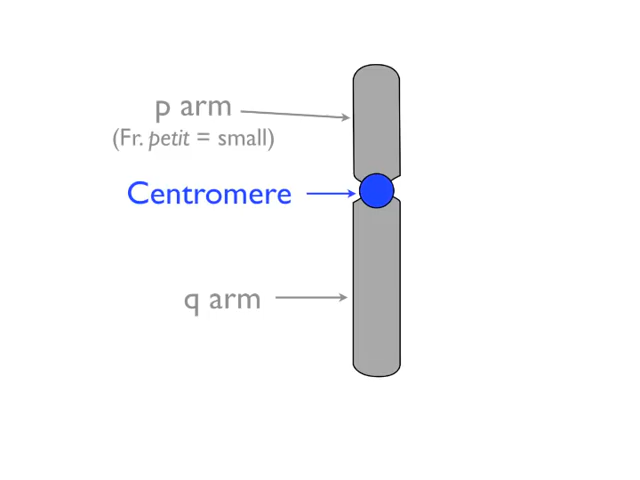 p arm
(Fr. petit = small)
Centromere
q arm